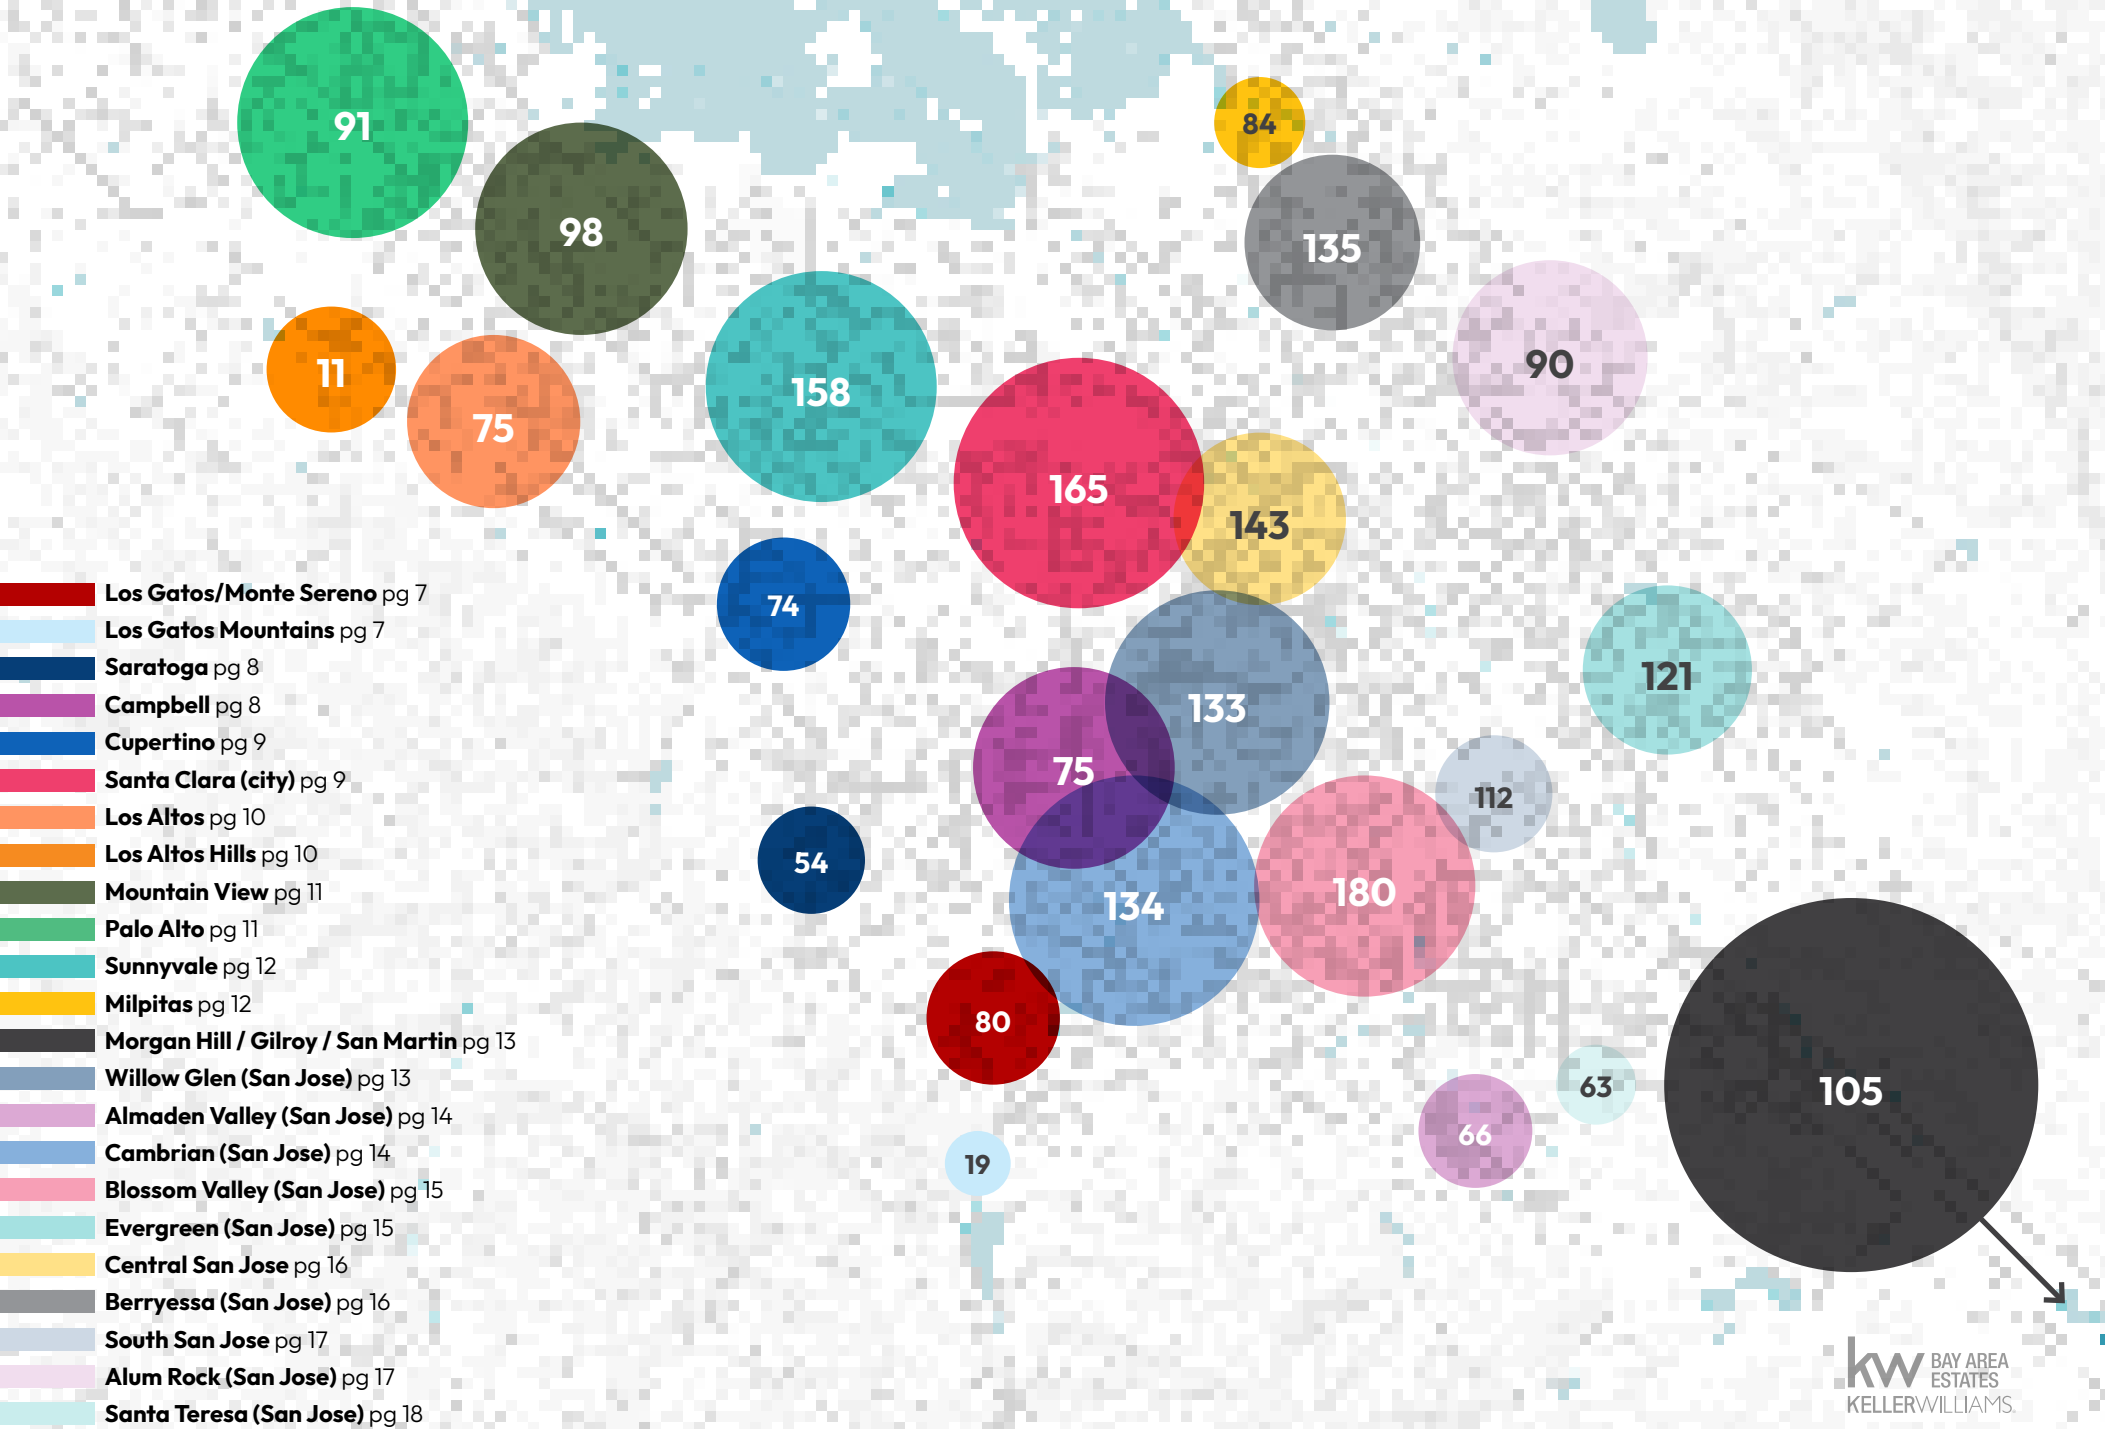 91
84
98
135
11
90
158
75
165
143
74
Los Gatos/Monte Sereno pg 7
Los Gatos Mountains pg 7
Saratoga pg 8
Campbell pg 8
Cupertino pg 9
Santa Clara (city) pg 9
Los Altos pg 10
Los Altos Hills pg 10
Mountain View pg 11
Palo Alto pg 11
Sunnyvale pg 12
Milpitas pg 12
Morgan Hill / Gilroy / San Martin pg 13
Willow Glen (San Jose) pg 13
Almaden Valley (San Jose) pg 14
Cambrian (San Jose) pg 14
Blossom Valley (San Jose) pg 15
Evergreen (San Jose) pg 15
Central San Jose pg 16
Berryessa (San Jose) pg 16
South San Jose pg 17
Alum Rock (San Jose) pg 17
Santa Teresa (San Jose) pg 18
121
133
75
112
54
134
180
80
63
105
66
19
kw BAY AREA
ESTATES
KELLERWILLIAMS.